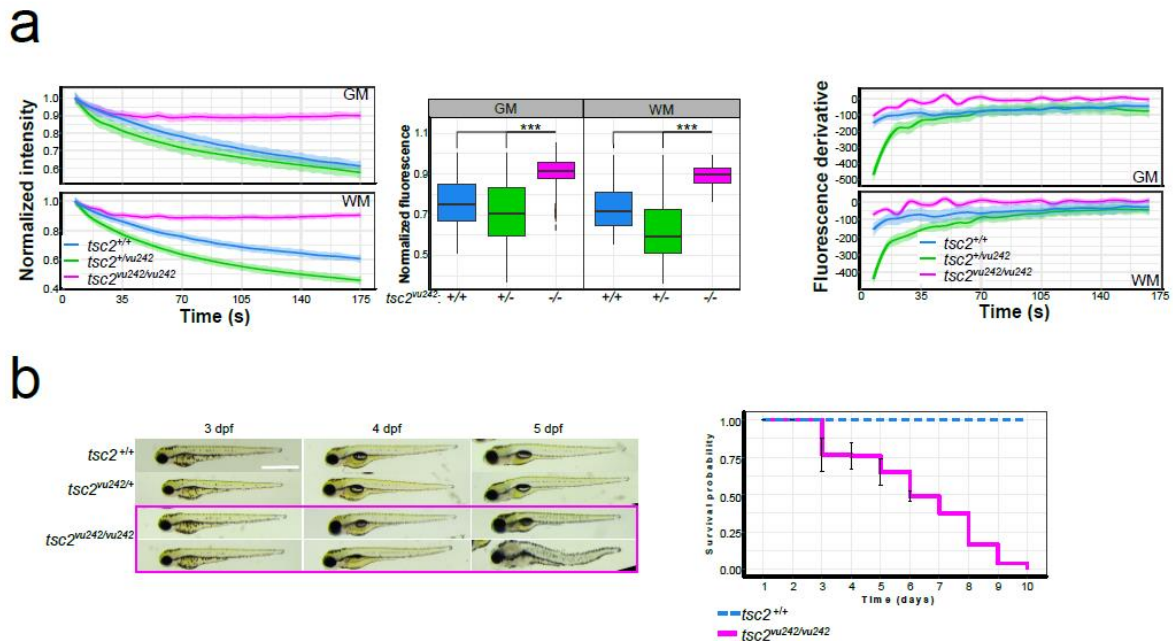 a
Normalized intensity
1.0
0.9
0.8
0.7
0.6
GM
1.0
0.8
0.6
0.4
WM
tsc2+/+
tsc2+/vu242
tsc2vu242/vu242
0 35 70 105 140 175
Time (s)
Normalized fluorescence
GM WM
1.1
0.9
0.7
0.5
*** ***
tsc2vu242: +/+ +/- -/- +/+ +/- -/-
Fluorescence derivative
0
-100
-200
-300
-400
-500
GM
0
-100
-200
-300
-400
tsc2+/+
tsc2+/vu242
tsc2vu242/vu242
WM
0 35 70 105 140 175
Time (s)
b
3 dpf 4 dpf 5 dpf
tsc2+/+
tsc2vu242/+
tsc2vu242/vu242
Survival probability
1.00
0.75
0.50
0.25
0.00
1 2 3 4 5 6 7 8 9 10
Time (days)
tsc2+/+
tsc2vu242/vu242